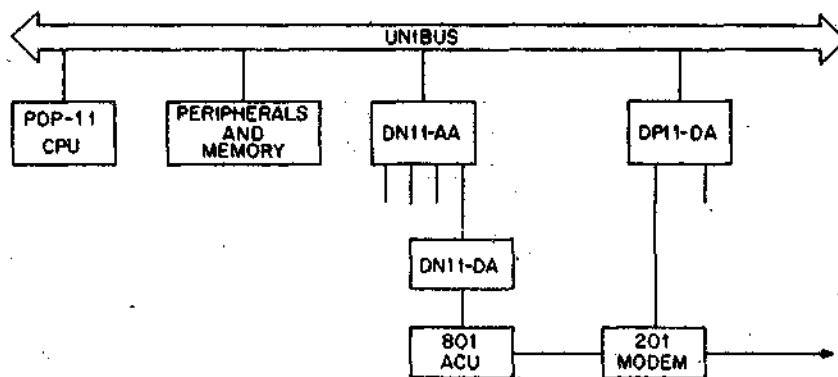 UNIBUS
PDP-11
CPU
PERIPHERALS
AND
MEMORY
DN11-AA
DP11-DA
DN11-DA
801
ACU
201
MODEM